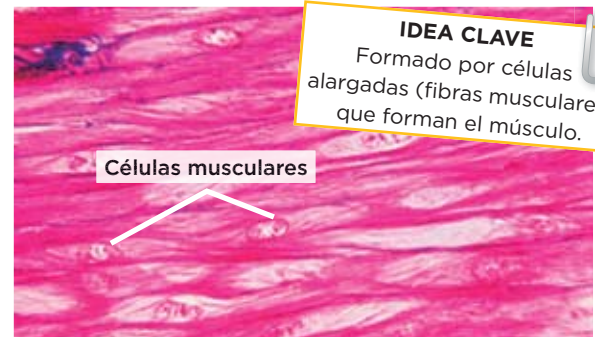 IDEA CLAVE
Formado por células
alargadas (fibras musculare
que forman el músculo.
Células musculares